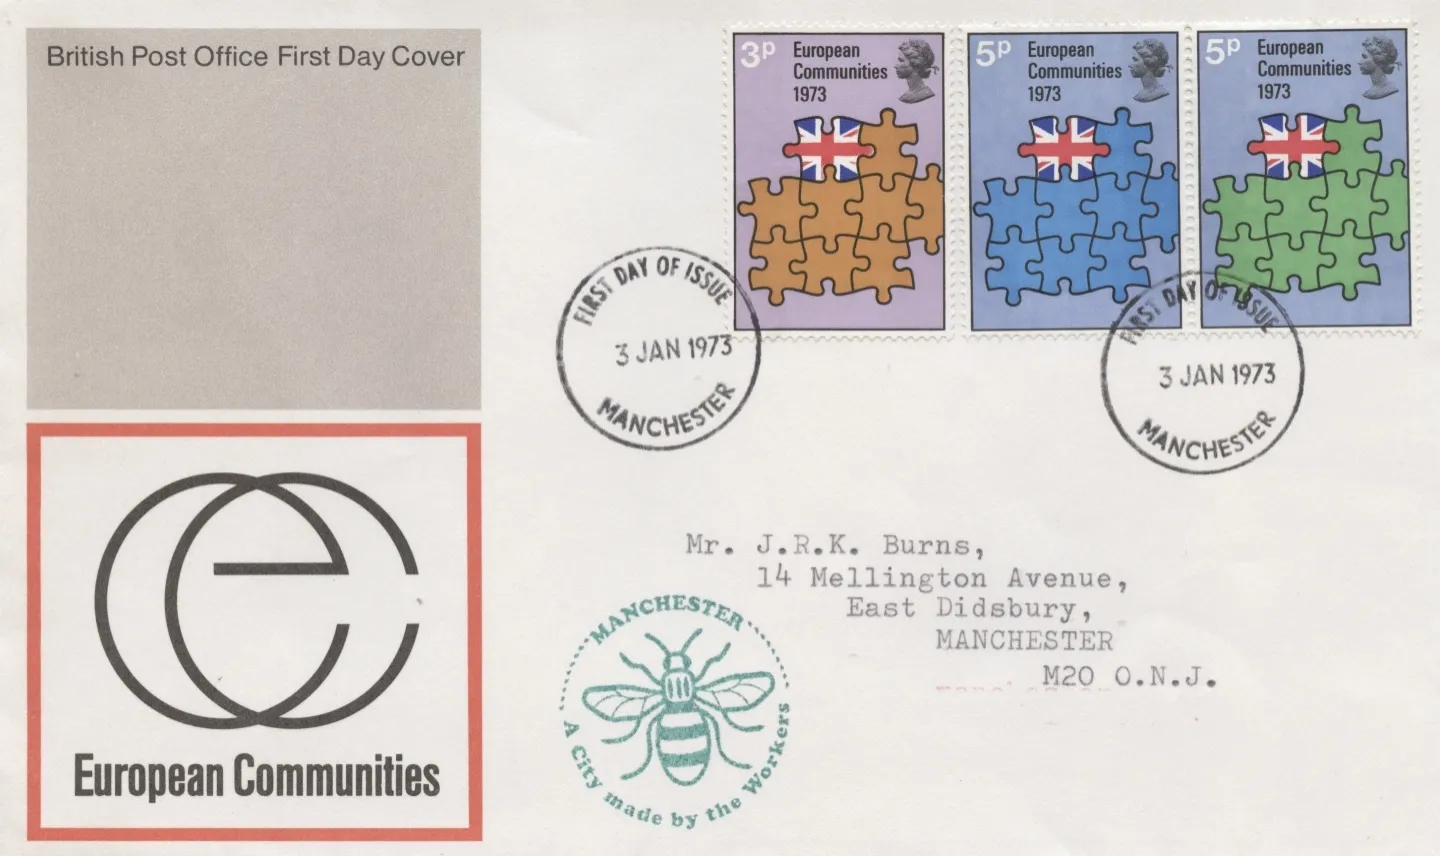 British Post Office First Day Cover
3p
European
Communities
1973
5p
European
Communities
1973
5p
European
Communities
1973
FIRST DAY OF ISSUE
3 JAN 1973
MANCHESTER
FIRST DAY OF ISSUE
3 JAN 1973
MANCHESTER
Mr. J.R.K. Burns,
14 Mellington Avenue,
East Didsbury,
MANCHESTER
M20 O.N.J.
MANCHESTER
A City made by the Workers
ec
European Communities